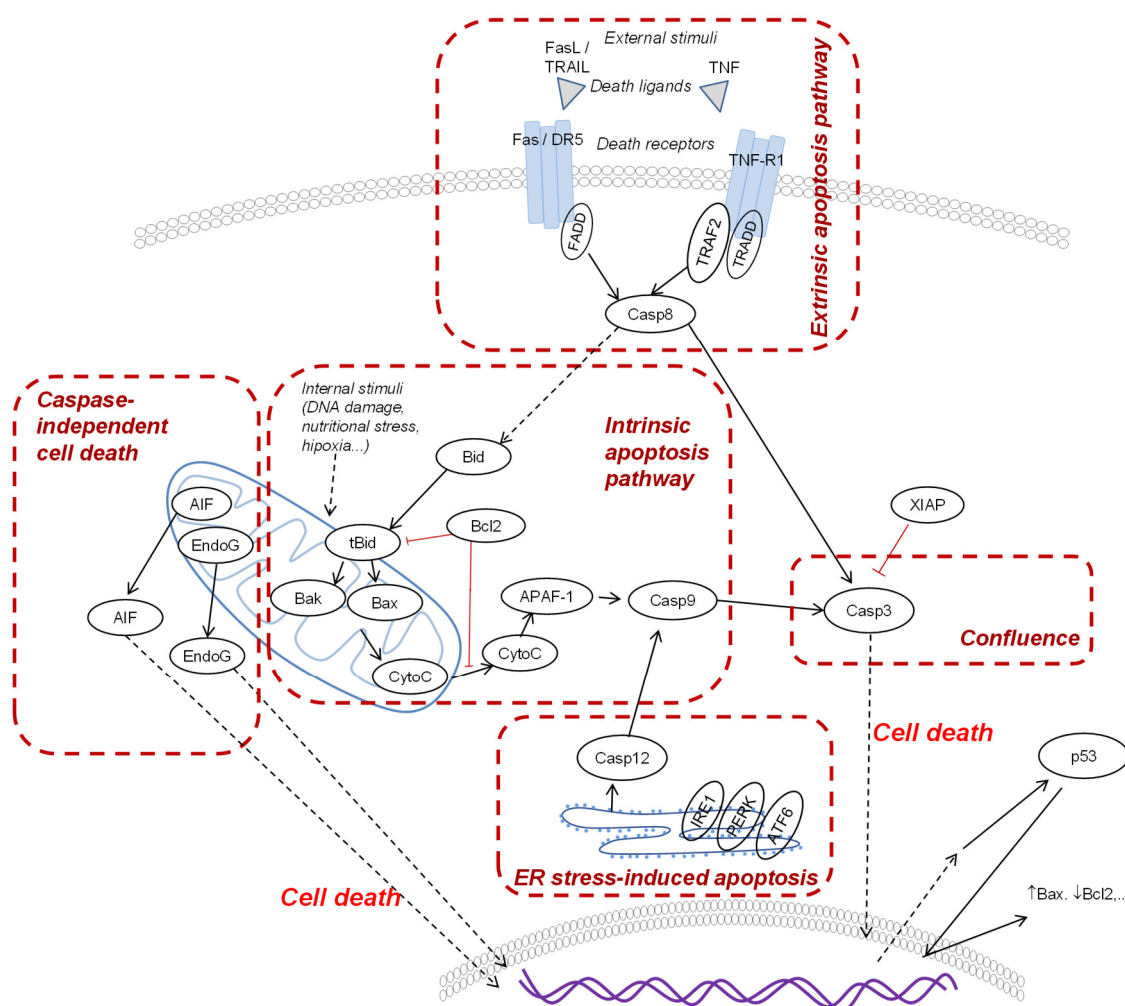 External stimuli
FasL /
TRAIL
TNF
Death ligands
Fas / DR5
Death receptors
TNF-R1
FADD
TRAF2
TRADD
Extrinsic apoptosis pathway
Casp8
Caspase-
independent
cell death
Internal stimuli
(DNA damage,
nutritional stress,
hipoxia...)
Intrinsic
apoptosis
pathway
Bid
AIF
EndoG
tBid
Bcl2
XIAP
Bak
Bax
APAF-1
Casp9
Casp3
AIF
EndoG
CytoC
CytoC
Confluence
Casp12
Cell death
p53
IRE1
PERK
ATF6
ER stress-induced apoptosis
Cell death
↑Bax. ↓Bcl2,..